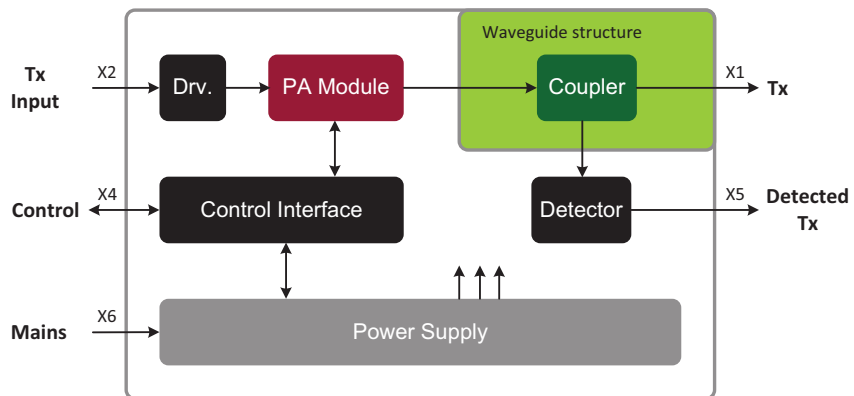 Waveguide structure
Tx
Input
X2
Drv.
PA Module
Coupler
X1
Tx
Control
X4
Control Interface
Detector
X5
Detected
Tx
Mains
X6
Power Supply